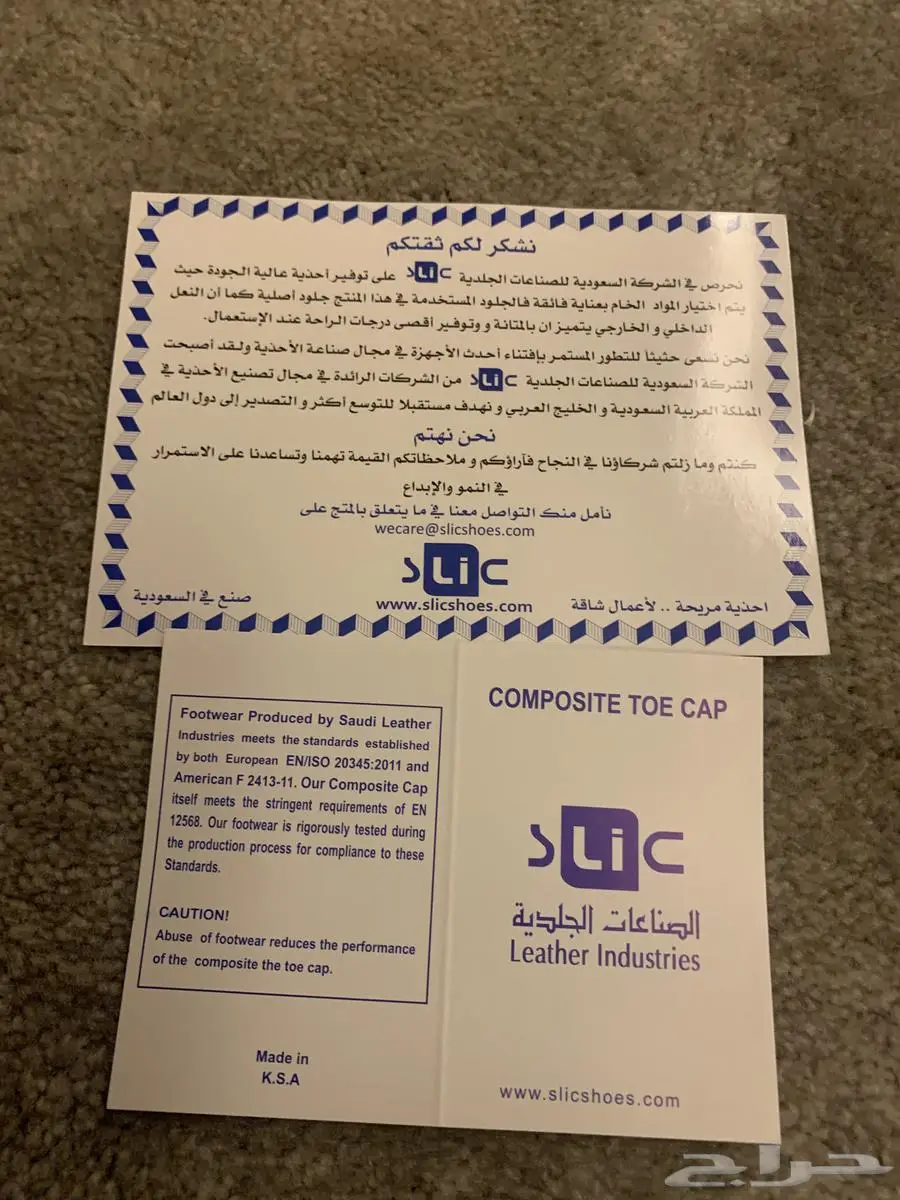 نشكر لكم ثقتكم
نحرص في الشركة السعودية للصناعات الجلدية SLIC على توفير أحذية عالية الجودة حيث
يتم اختيار المواد الخام بعناية فائقة فالجلود المستخدمة في هذا المنتج جلود أصلية كما أن النعل
الداخلي و الخارجي يتميز ان بالمتانة و وتوفير أقصى درجات الراحة عند الإستعمال.
نحن نسعى حثيثاً للتطور المستمر بإفتناء أحدث الأجهزة في مجال صناعة الأحذية ولقد أصبحت
الشركة السعودية للصناعات الجلدية SLIC من الشركات الرائدة في مجال تصنيع الأحذية في
المملكة العربية السعودية و الخليج العربي و نهدف مستقبلا للتوسع أكثر و التصدير إلى دول العالم
نحن نهتم
كنتم وما زلتم شركاؤنا في النجاح فآراؤكم و ملاحظاتكم القيمة تهمنا وتساعدنا على الاستمرار
في النمو والإبداع
نأمل منك التواصل معنا في ما يتعلق بالمتج على
wecare@slicshoes.com
SLIC
www.slicshoes.com
احذية مريحة .. لأعمال شاقة
صنع في السعودية
Footwear Produced by Saudi Leather
Industries meets the standards established
by both European EN/ISO 20345:2011 and
American F 2413-11. Our Composite Cap
itself meets the stringent requirements of EN
12568. Our footwear is rigorously tested during
the production process for compliance to these
Standards.
CAUTION!
Abuse of footwear reduces the performance
of the composite the toe cap.
Made in
K.S.A
COMPOSITE TOE CAP
SLIC
الصناعات الجلدية
Leather Industries
www.slicshoes.com
حراج